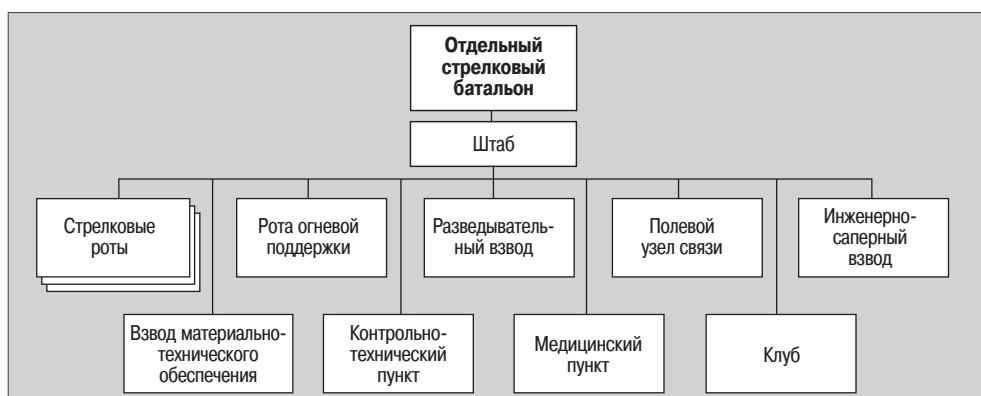 Отдельный
стрелковый
батальон
Штаб
Стрелковые
роты
Рота огневой
поддержки
Разведыватель-
ный взвод
Полевой
узел связи
Инженерно-
саперный
взвод
Взвод материально-
технического
обеспечения
Контрольно-
технический
пункт
Медицинский
пункт
Клуб